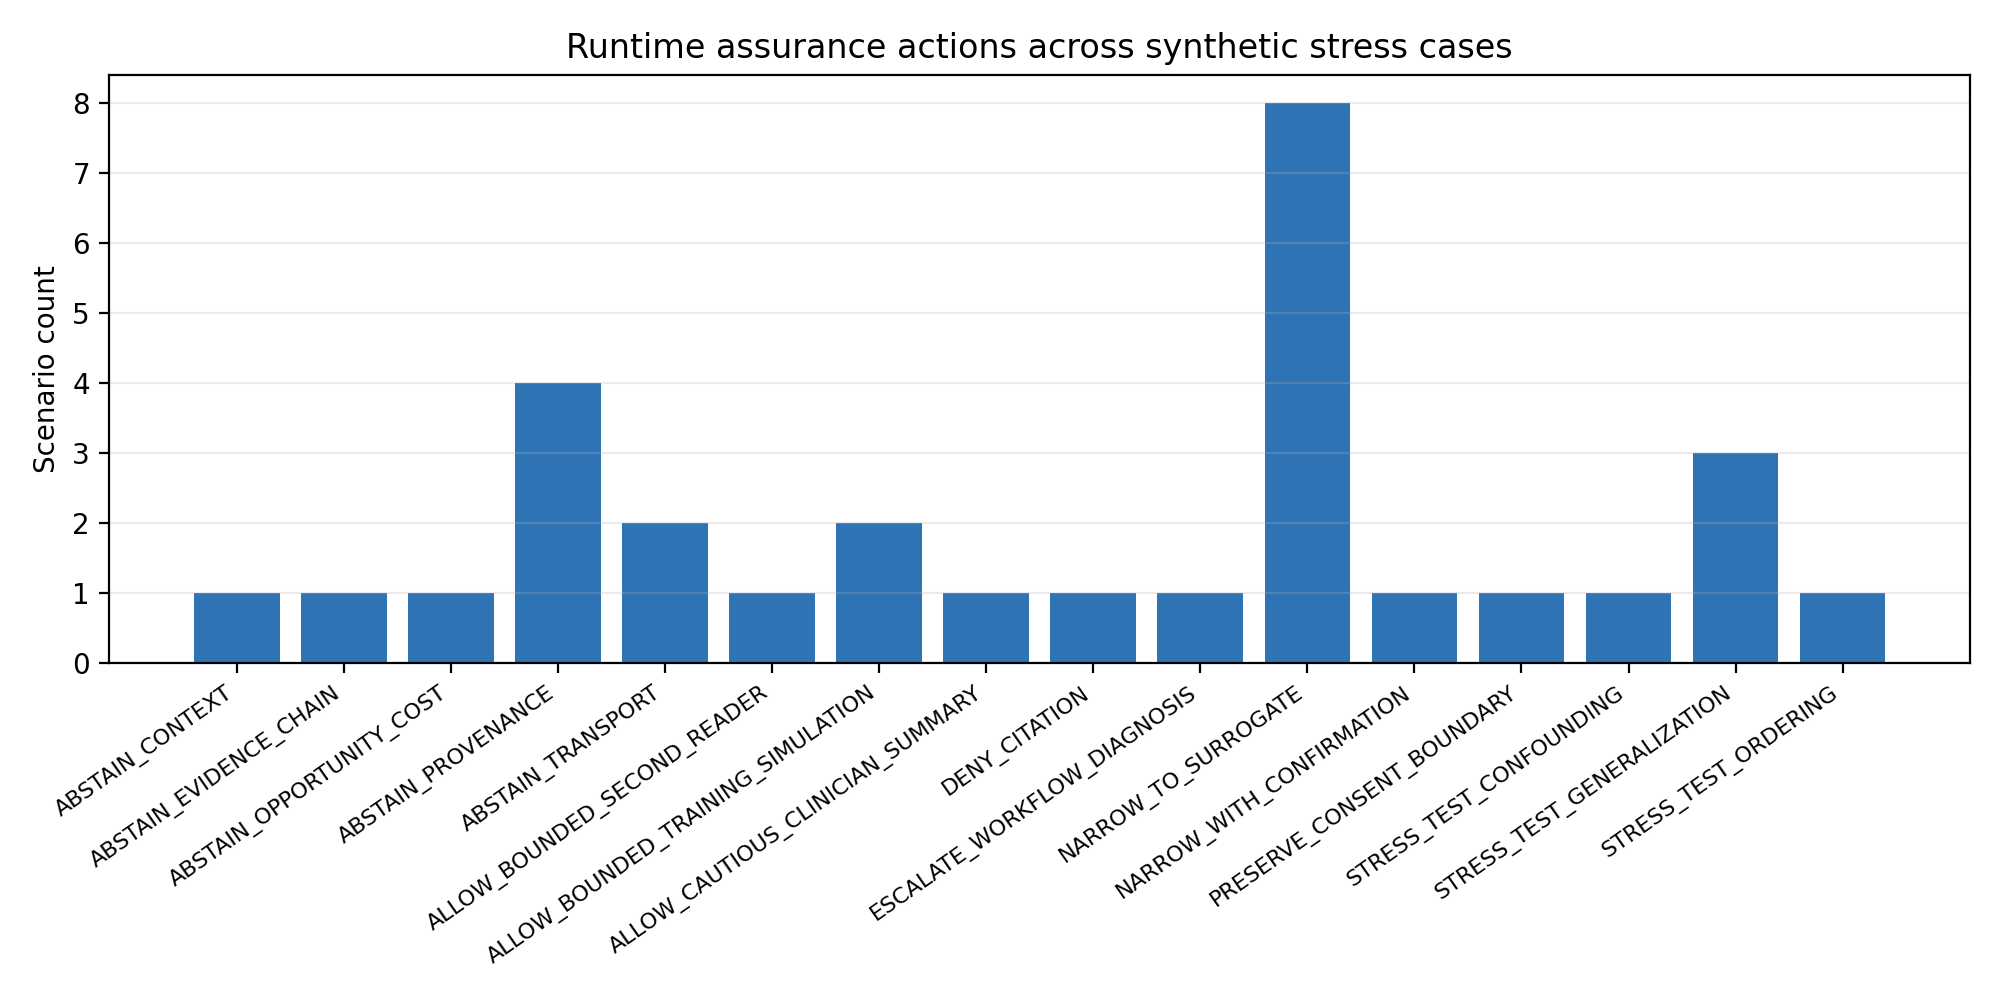 Runtime assurance actions across synthetic stress cases
Scenario count
8
7
6
5
4
3
2
1
0
ABSTAIN_CONTEXT
ABSTAIN_EVIDENCE_CHAIN
ABSTAIN_OPPORTUNITY_COST
ABSTAIN_PROVENANCE
ABSTAIN_TRANSPORT
ALLOW_BOUNDED_SECOND_READER
ALLOW_BOUNDED_TRAINING_SIMULATION
ALLOW_CAUTIOUS_CLINICIAN_SUMMARY
DENY_CITATION
ESCALATE_WORKFLOW_DIAGNOSIS
NARROW_TO_SURROGATE
NARROW_WITH_CONFIRMATION
PRESERVE_CONSENT_BOUNDARY
STRESS_TEST_CONFOUNDING
STRESS_TEST_GENERALIZATION
STRESS_TEST_ORDERING